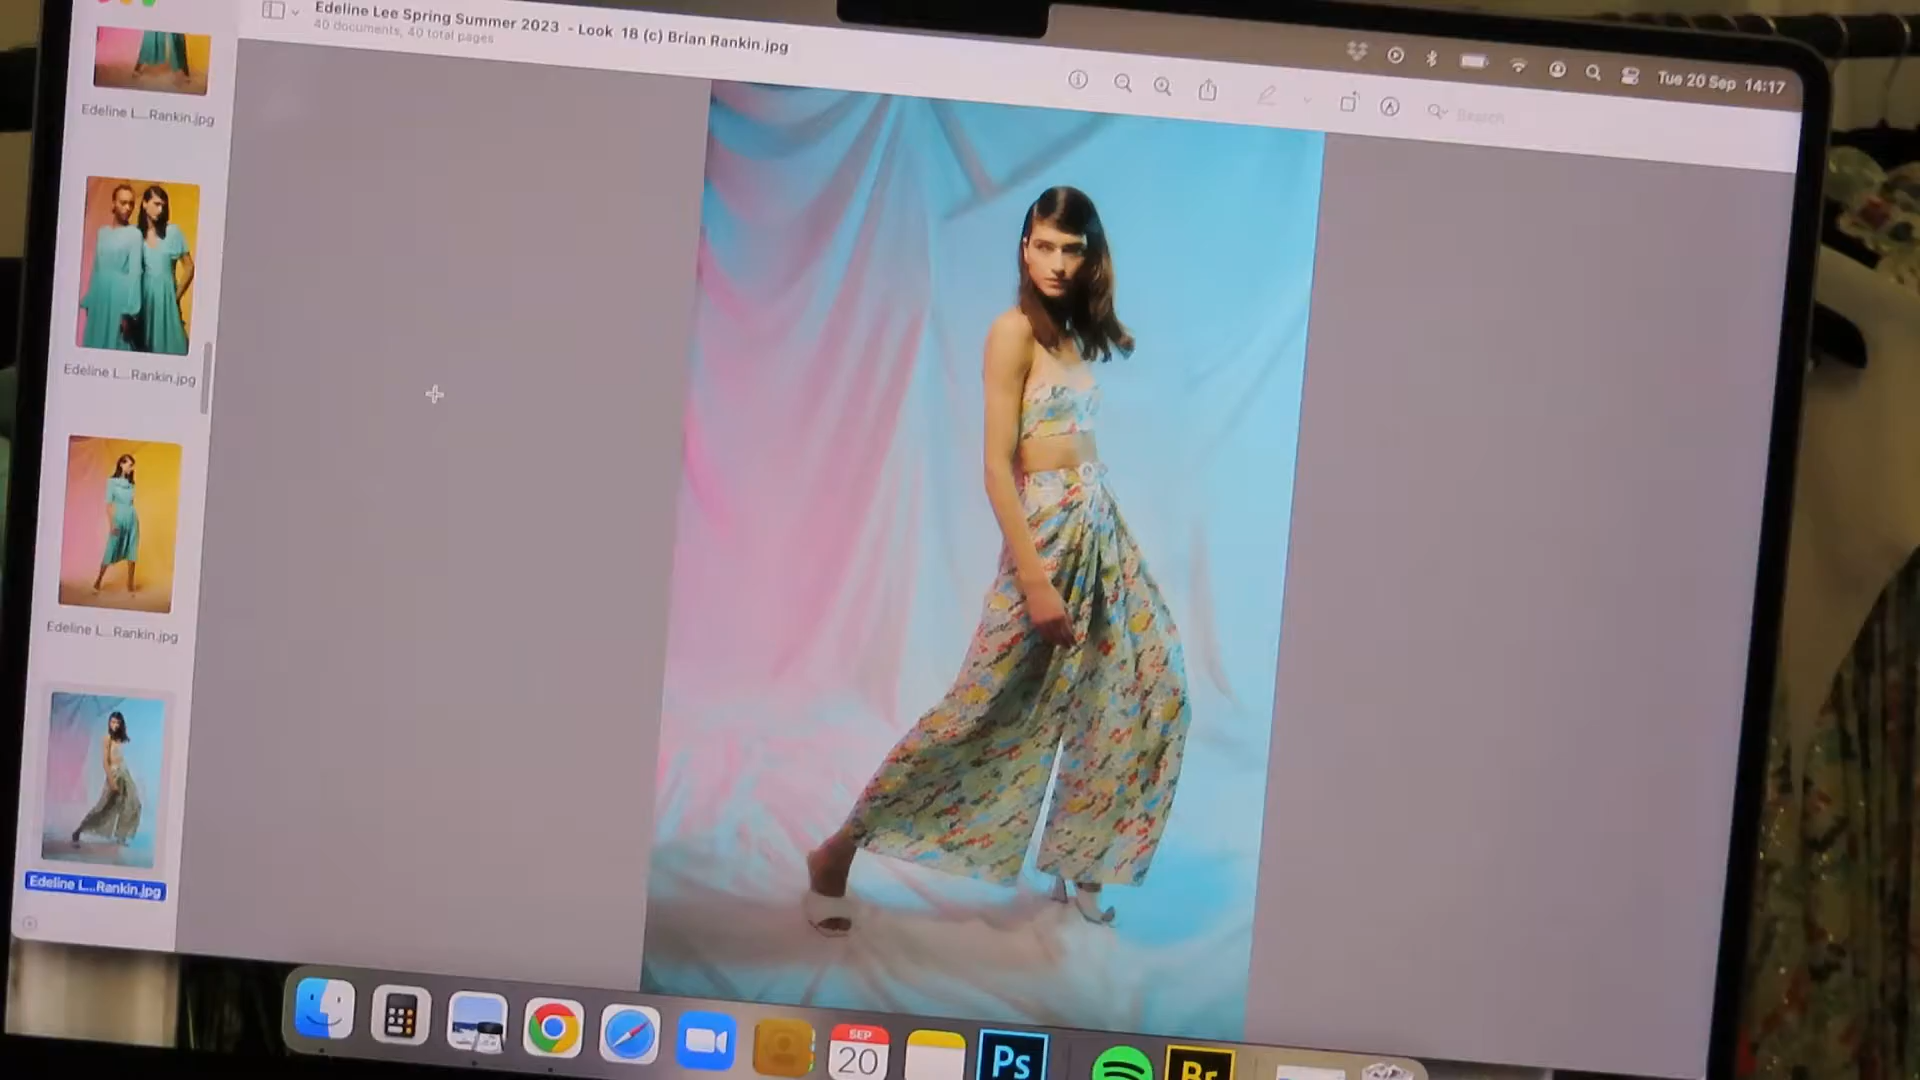 Edeline Lee Spring Summer 2023 - Look 18 (c) Brian Rankin.jpg
40 documents, 40 total pages
Tue 20 Sep 14:17
Search
Edeline L...Rankin.jpg
Edeline L...Rankin.jpg
Edeline L...Rankin.jpg
Edeline L...Rankin.jpg
SEP
20
Ps
Br